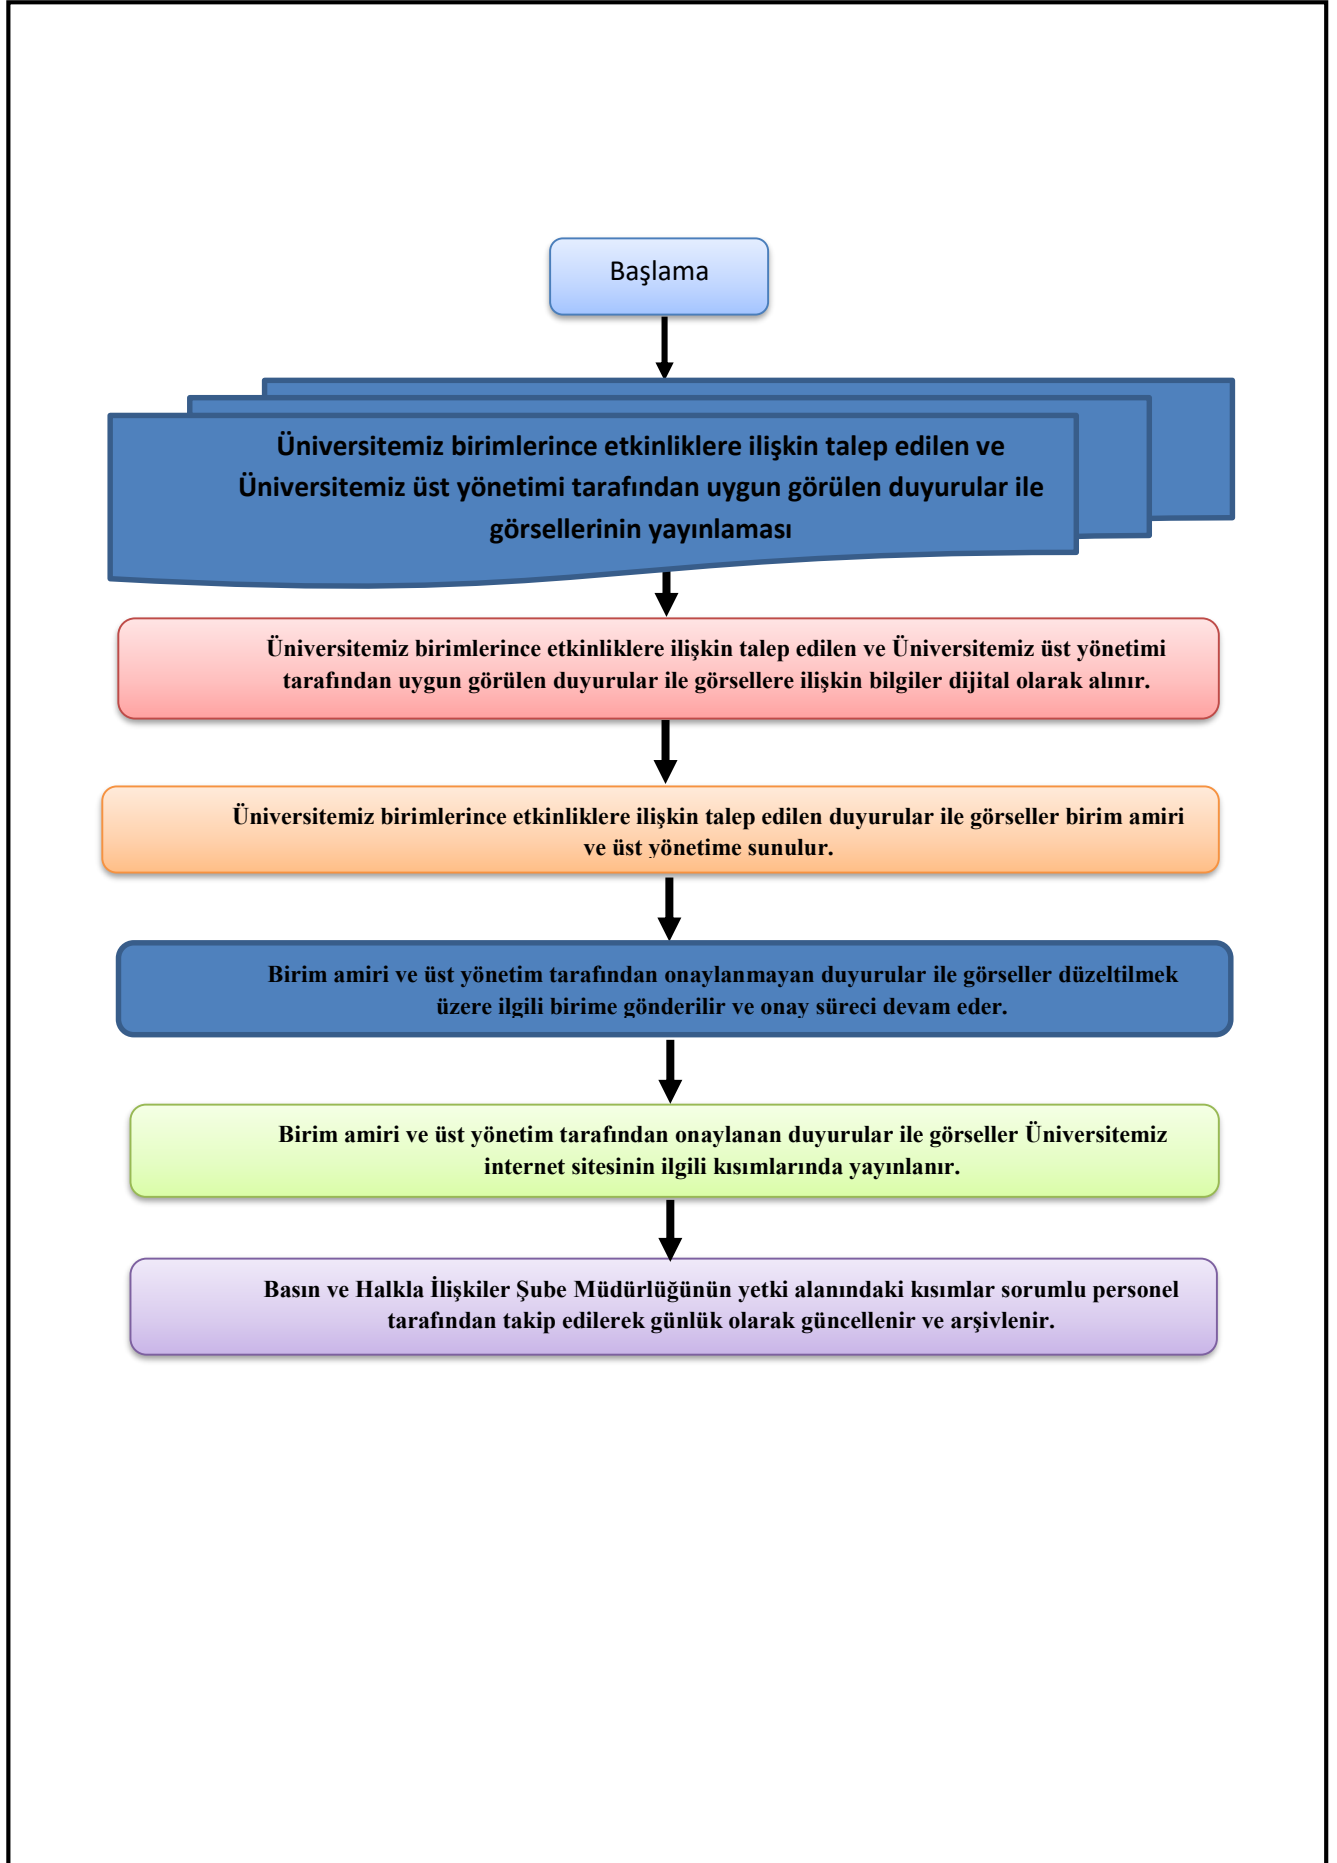 Başlama
Üniversitemiz birimlerince etkinliklere ilişkin talep edilen ve
Üniversitemiz üst yönetimi tarafından uygun görülen duyurular ile
görsellerinin yayınlaması
Üniversitemiz birimlerince etkinliklere ilişkin talep edilen ve Üniversitemiz üst yönetimi
tarafından uygun görülen duyurular ile görsellere ilişkin bilgiler dijital olarak alınır.
Üniversitemiz birimlerince etkinliklere ilişkin talep edilen duyurular ile görseller birim amiri
ve üst yönetime sunulur.
Birim amiri ve üst yönetim tarafından onaylanmayan duyurular ile görseller düzeltilmek
üzere ilgili birime gönderilir ve onay süreci devam eder.
Birim amiri ve üst yönetim tarafından onaylanan duyurular ile görseller Üniversitemiz
internet sitesinin ilgili kısımlarında yayınlanır.
Basın ve Halkla İlişkiler Şube Müdürlüğünün yetki alanındaki kısımlar sorumlu personel
tarafından takip edilerek günlük olarak güncellenir ve arşivlenir.